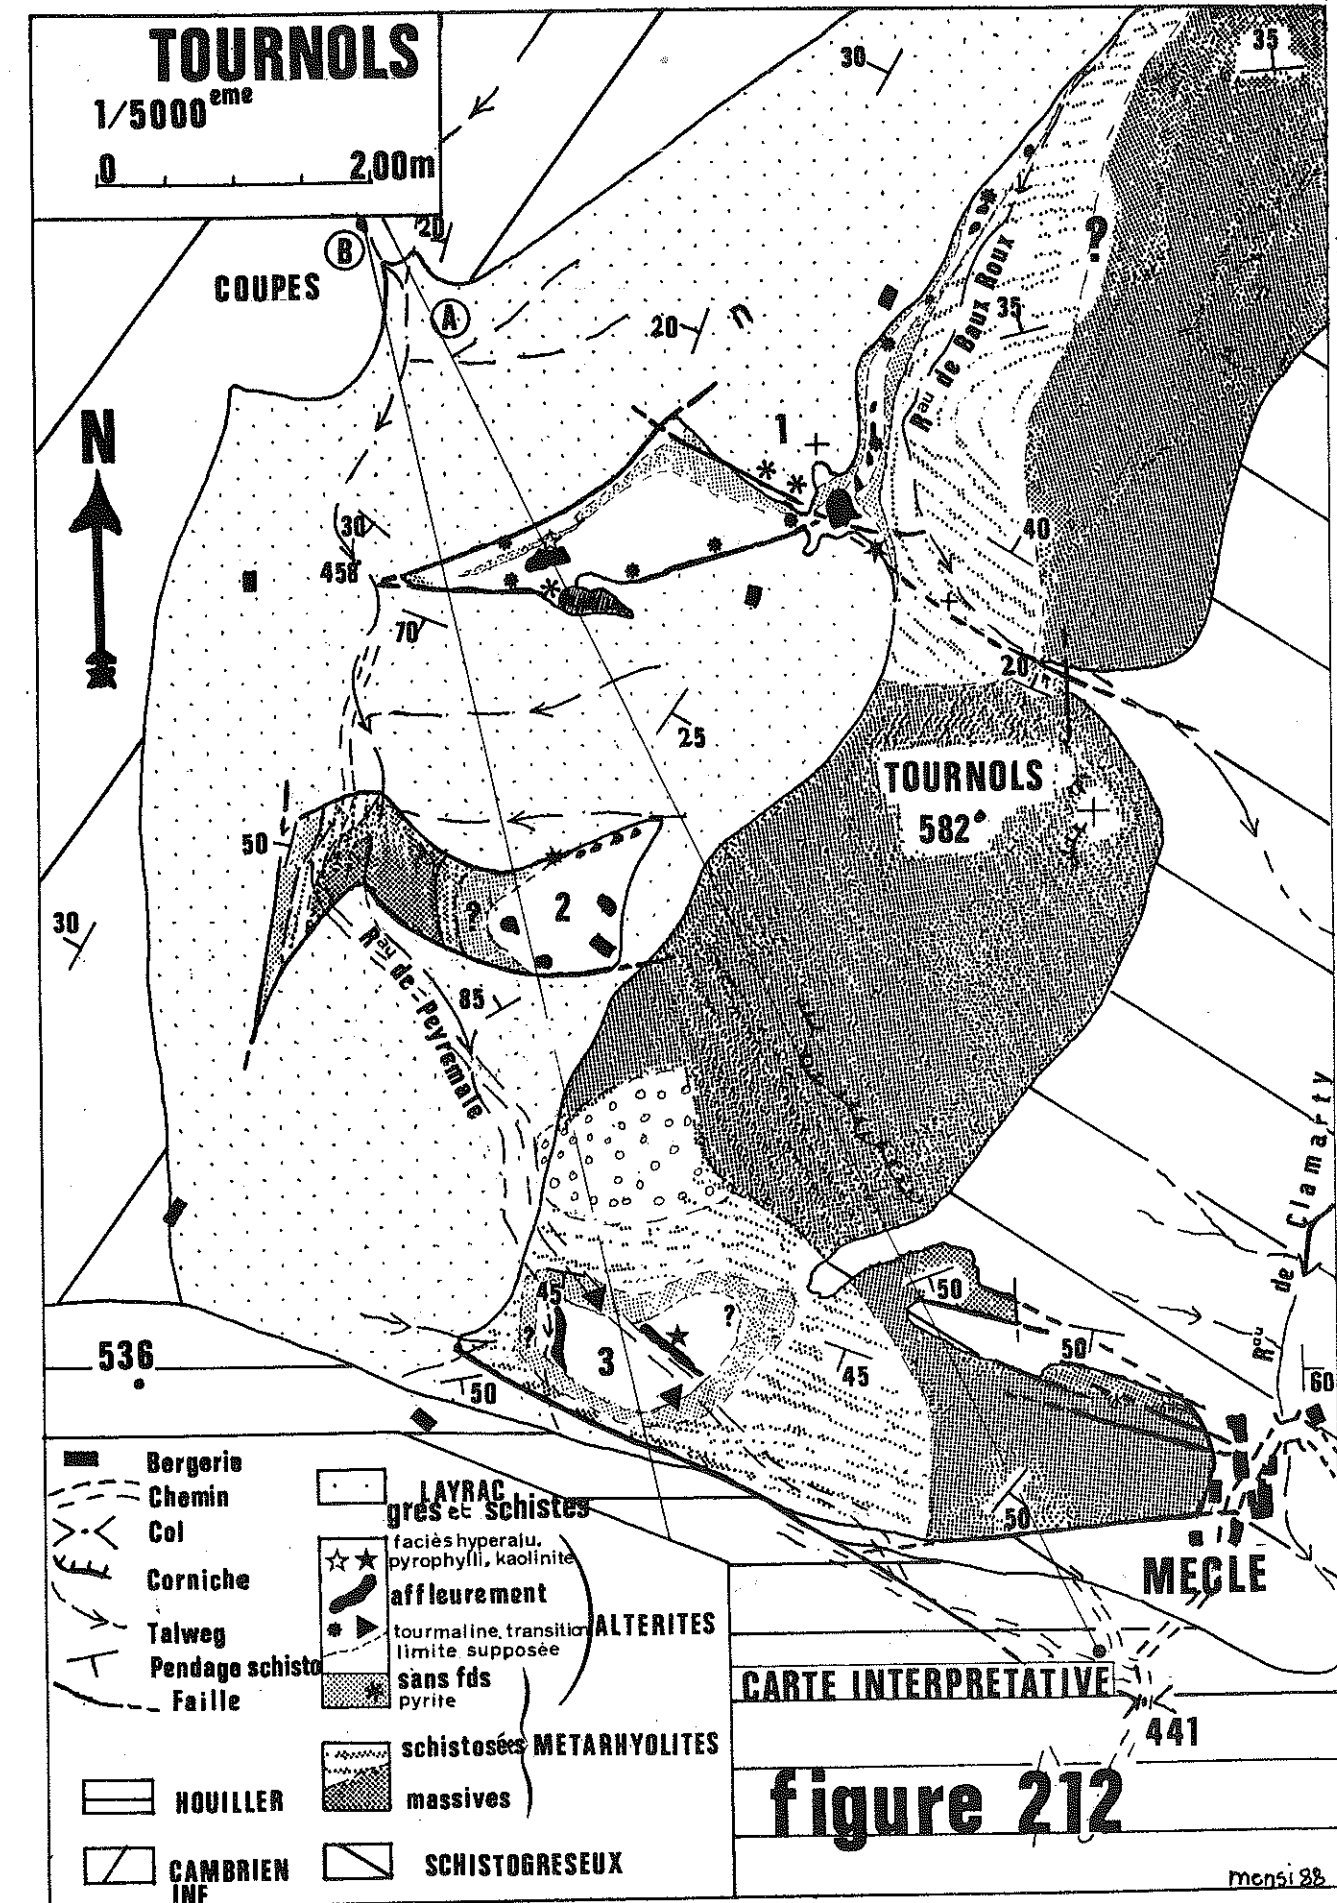 TOURNOLS
1/5000eme
0 200m
35
30
B
20
COUPES
A
20
n
?
Reau de Baux Roux
35
N
1
30
458
40
70
20
25
TOURNOLS
582
50
2
?
30
Reau de Peyremale
85
Rau de Clamarty
45
50
?
?
3
50
536
45
60
50
Bergerie
Chemin
Col
Corniche
Talweg
Pendage schisto
Faille
HOUILLER
CAMBRIEN
INF
LAYRAC
grès et schistes
faciès hyperalu.
pyrophylli, kaolinite
affleurement
tourmaline, transition
limite supposée
ALTERITES
sans fds
pyrite
schistosées
METARHYOLITES
massives
SCHISTOGRESEUX
50
MECLE
CARTE INTERPRETATIVE
441
figure 212
mensi 88